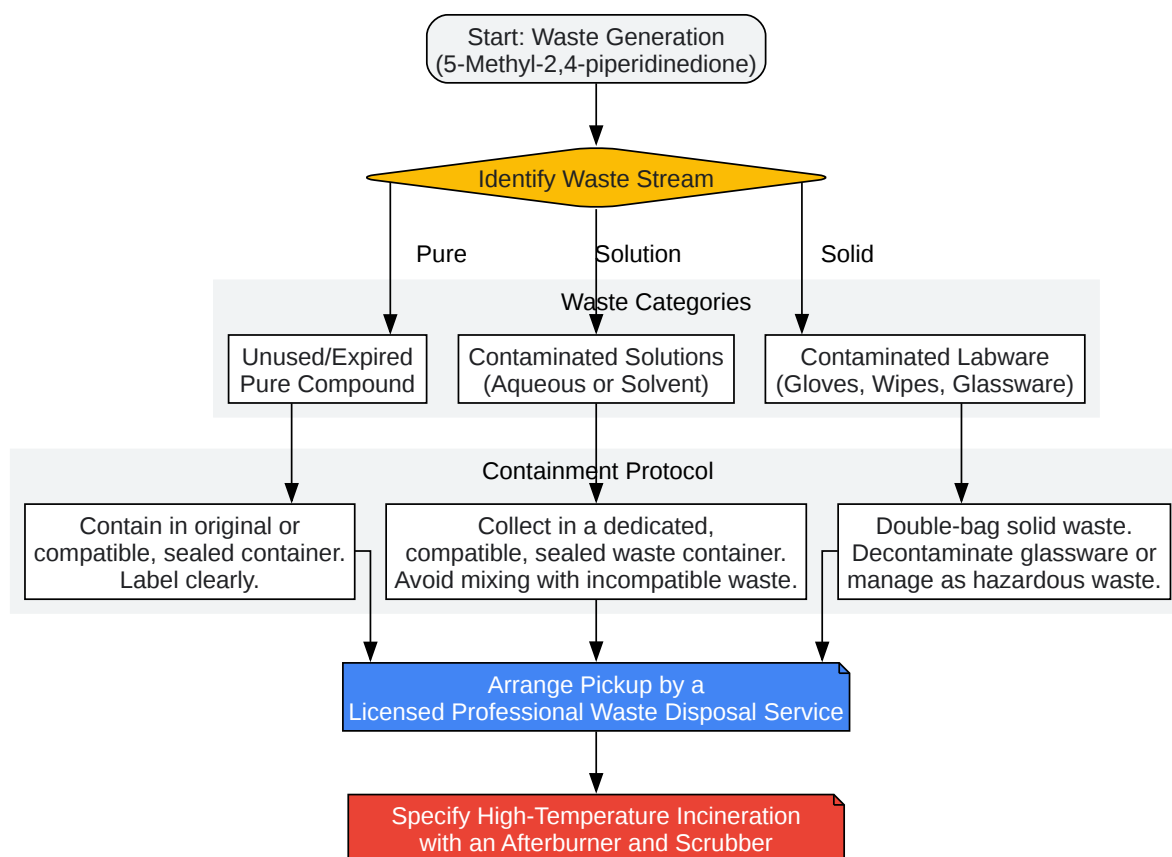 Start: Waste Generation
(5-Methyl-2,4-piperidinedione)
Identify Waste Stream
Pure
Solution
Solid
Waste Categories
Unused/Expired
Pure Compound
Contaminated Solutions
(Aqueous or Solvent)
Contaminated Labware
(Gloves, Wipes, Glassware)
Containment Protocol
Contain in original or
compatible, sealed container.
Label clearly.
Collect in a dedicated,
compatible, sealed waste container.
Avoid mixing with incompatible waste.
Double-bag solid waste.
Decontaminate glassware or
manage as hazardous waste.
Arrange Pickup by a
Licensed Professional Waste Disposal Service
Specify High-Temperature Incineration
with an Afterburner and Scrubber